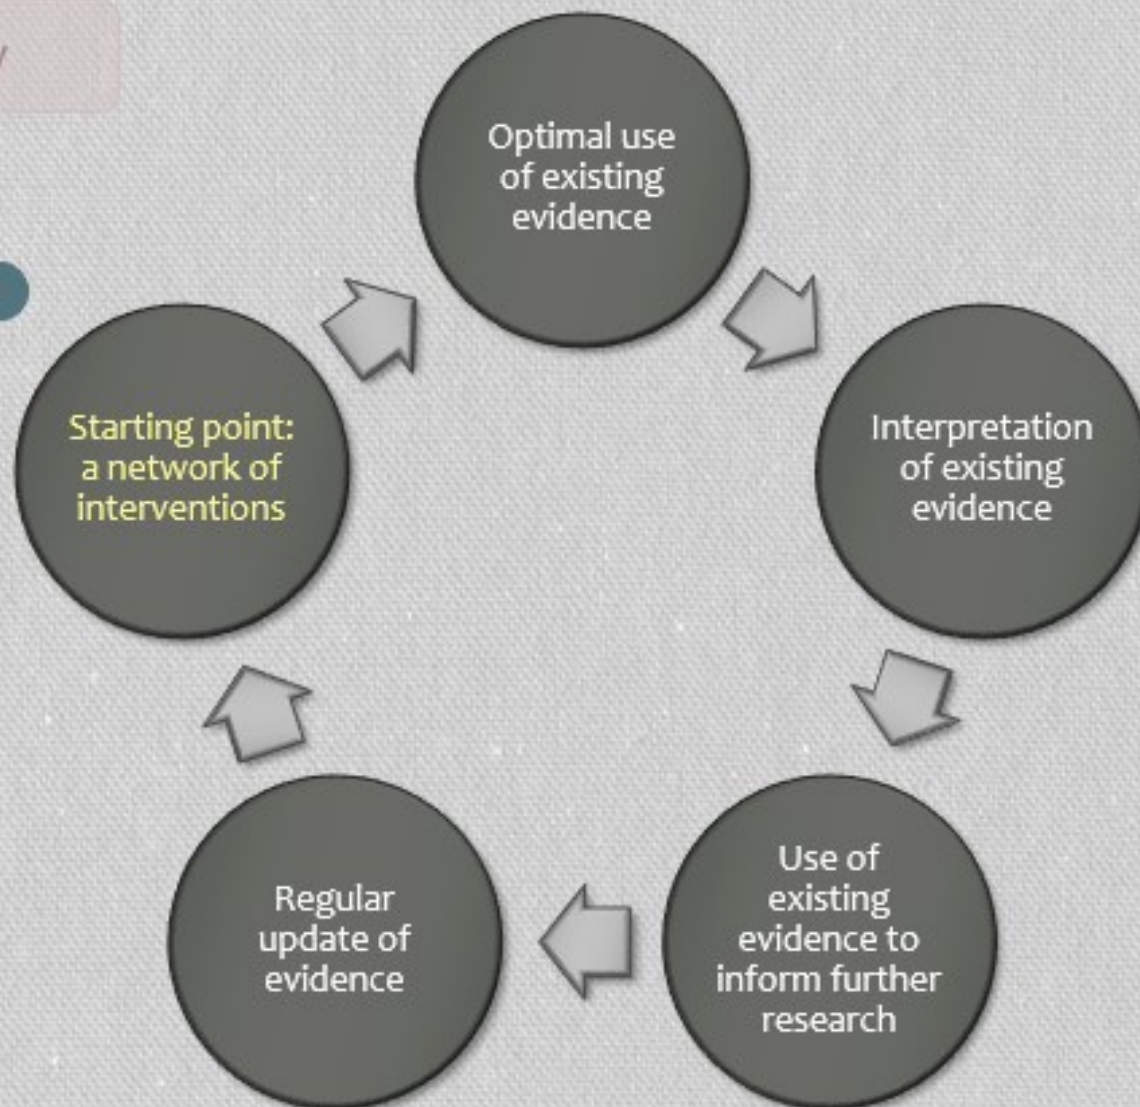 Optimal use
of existing
evidence
Interpretation
of existing
evidence
Use of
existing
evidence to
inform further
research
Regular
update of
evidence
Starting point:
a network of
interventions